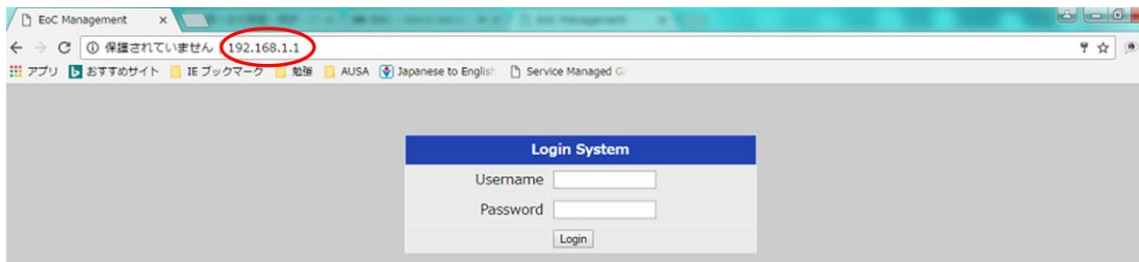 EoC Management
保護されていません 192.168.1.1
アプリ おすすめサイト IE ブックマーク 勉強 AUSA Japanese to English Service Managed G
Login System
Username
Password
Login